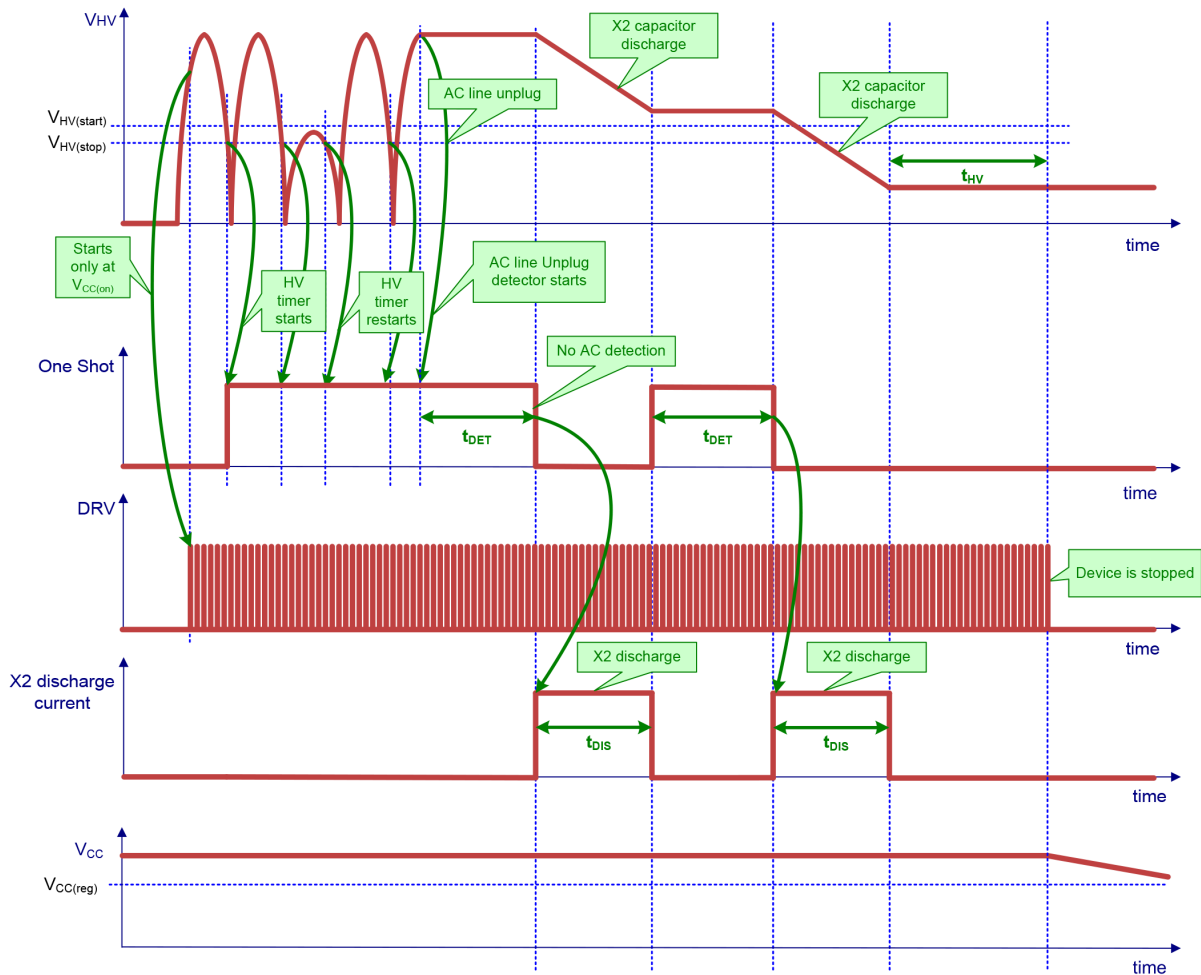 VHV
X2 capacitor
discharge
X2 capacitor
discharge
AC line unplug
VHV(start)
VHV(stop)
tHV
time
Starts
only at
VCC(on)
HV
timer
starts
HV
timer
restarts
AC line Unplug
detector starts
No AC detection
One Shot
tDET
tDET
time
DRV
Device is stopped
time
X2 discharge
current
X2 discharge
X2 discharge
tDIS
tDIS
time
VCC
VCC(reg)
time